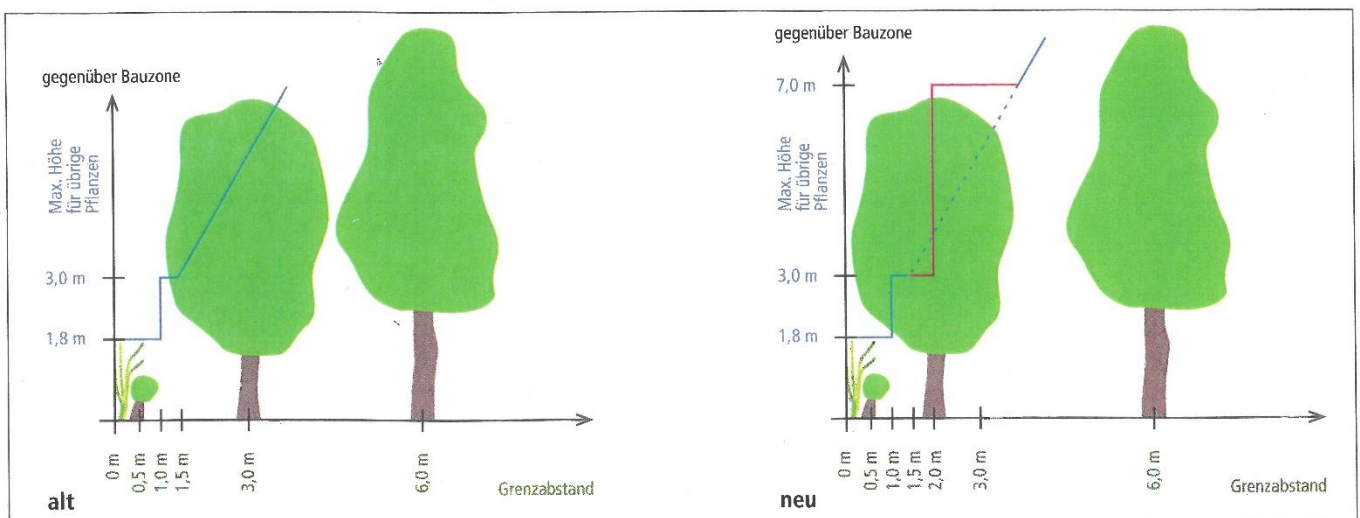 gegenüber Bauzone
Max. Höhe
für übrige
Pflanzen
3,0 m
1,8 m
0 m
0,5 m
1,0 m
1,5 m
3,0 m
6,0 m
Grenzabstand
alt
gegenüber Bauzone
7,0 m
Max. Höhe
für übrige
Pflanzen
3,0 m
1,8 m
0 m
0,5 m
1,0 m
1,5 m
2,0 m
3,0 m
6,0 m
Grenzabstand
neu